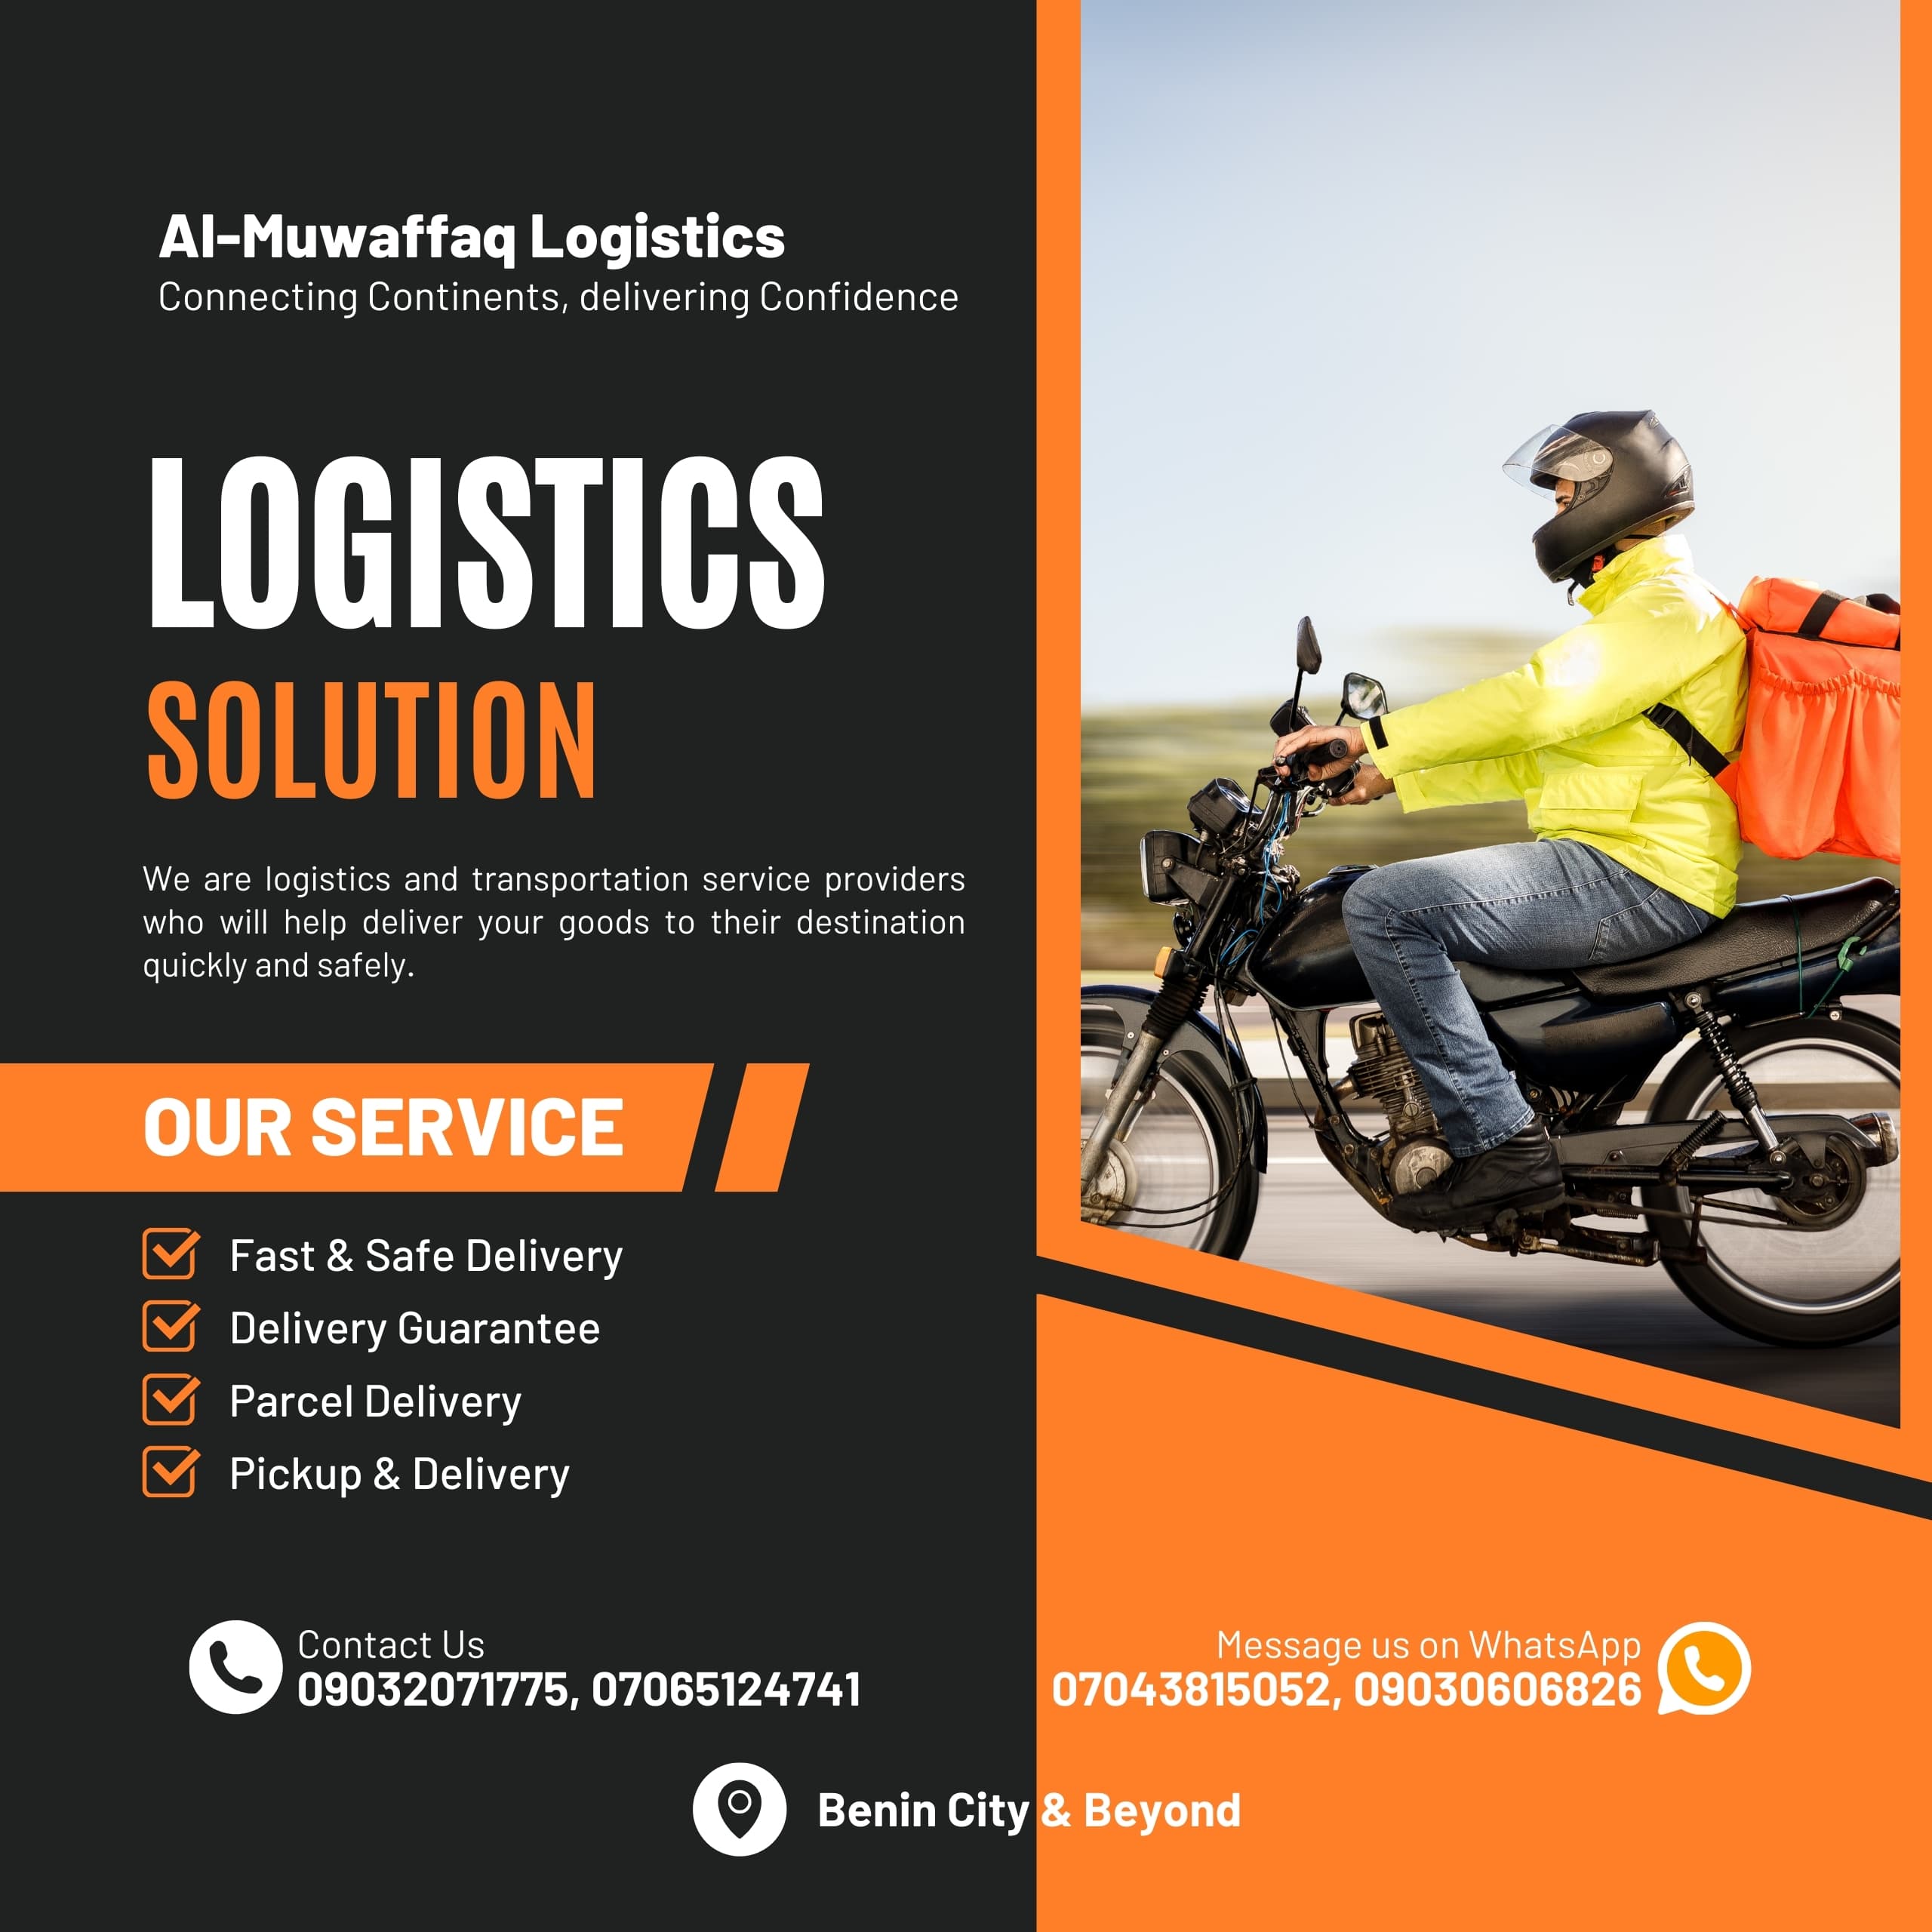 Al-Muwaffaq Logistics
Connecting Continents, delivering Confidence
LOGISTICS
SOLUTION
We are logistics and transportation service providers
who will help deliver your goods to their destination
quickly and safely.
OUR SERVICE
Fast & Safe Delivery
Delivery Guarantee
Parcel Delivery
Pickup & Delivery
Contact Us
09032071775, 07065124741
Message us on WhatsApp
07043815052, 09030606826
Benin City & Beyond